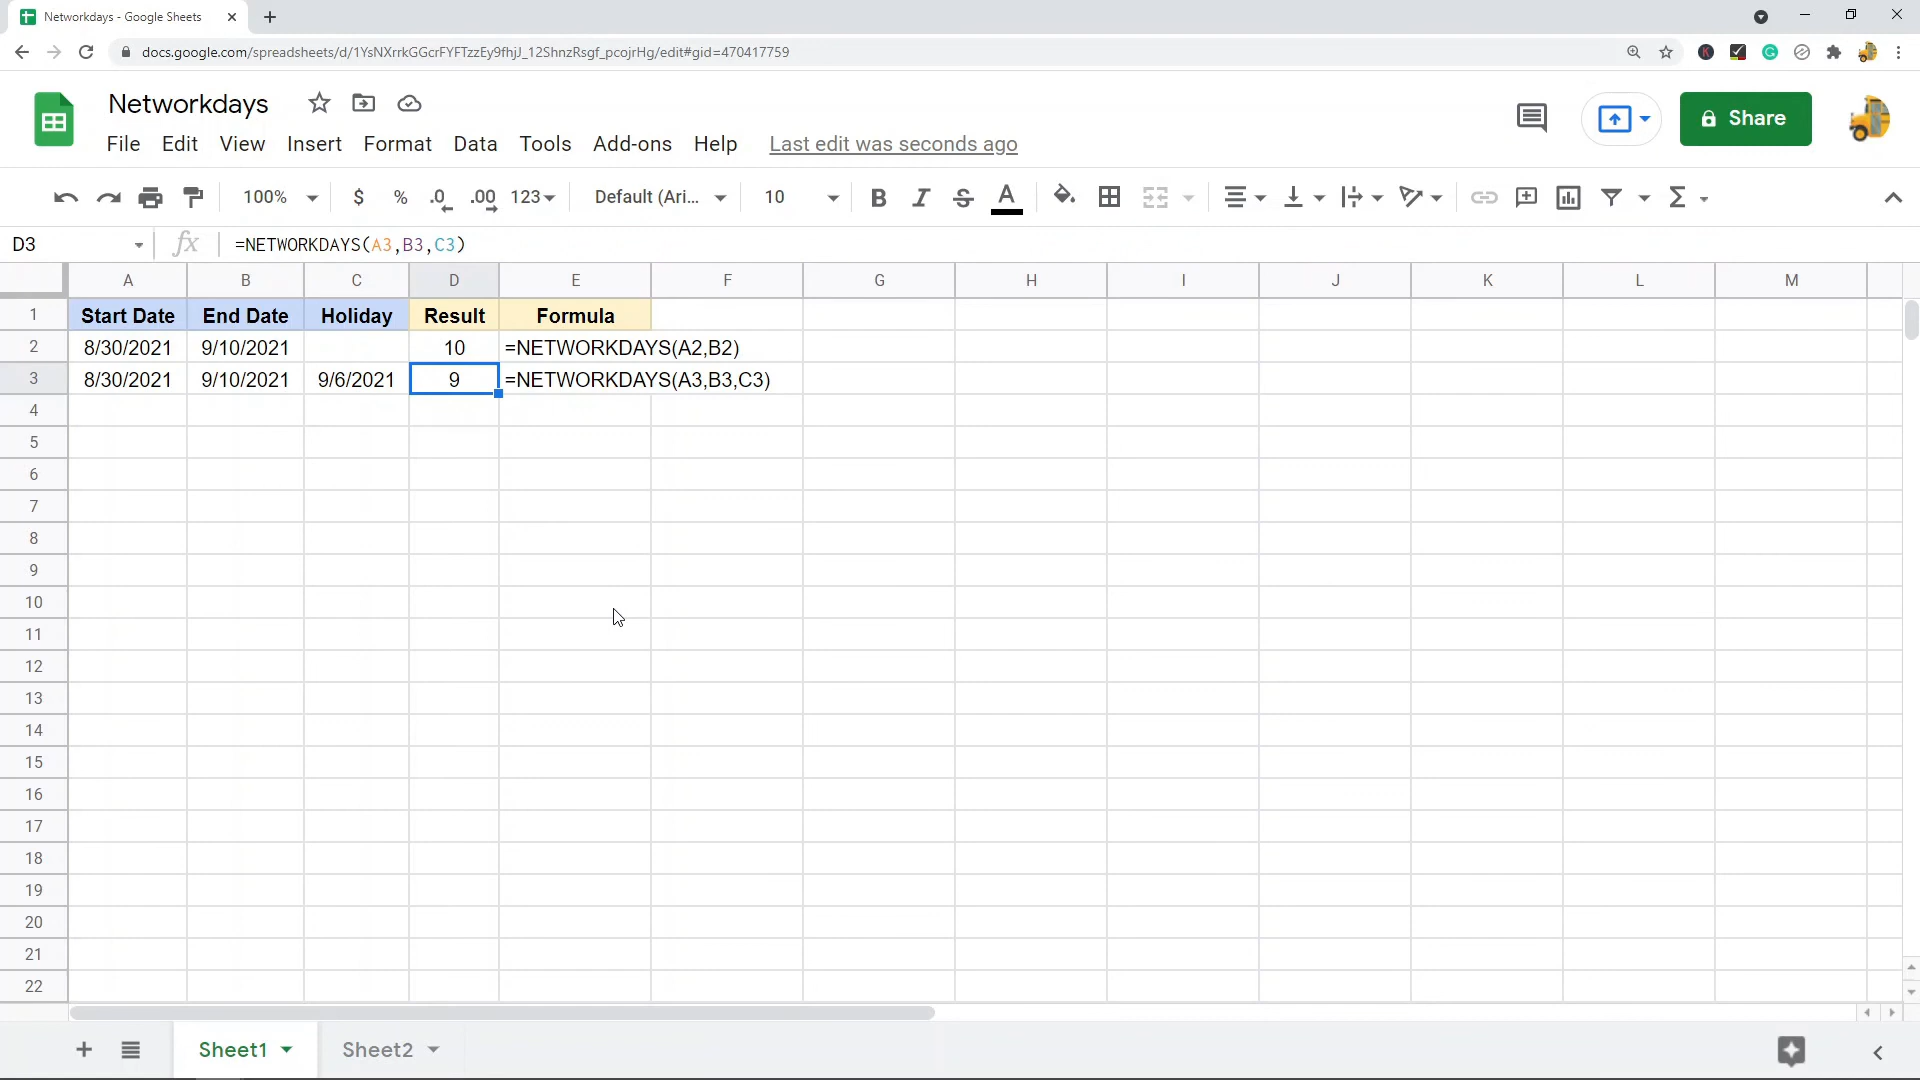 Networkdays - Google Sheets
docs.google.com/spreadsheets/d/1YsNXrrkGGcrFYFTzzEy9fhjJ_12ShnzRsgf_pcojrHg/edit#gid=470417759
Networkdays
Share
File Edit View Insert Format Data Tools Add-ons Help Last edit was seconds ago
100% $ % .0 .00 123 Default (Ari... 10 B I S A Σ
D3 fx =NETWORKDAYS(A3,B3,C3)
A B C D E F G H I J K L M
1 Start Date End Date Holiday Result Formula
2 8/30/2021 9/10/2021 10 =NETWORKDAYS(A2,B2)
3 8/30/2021 9/10/2021 9/6/2021 9 =NETWORKDAYS(A3,B3,C3)
4
5
6
7
8
9
10
11
12
13
14
15
16
17
18
19
20
21
22
Sheet1 Sheet2